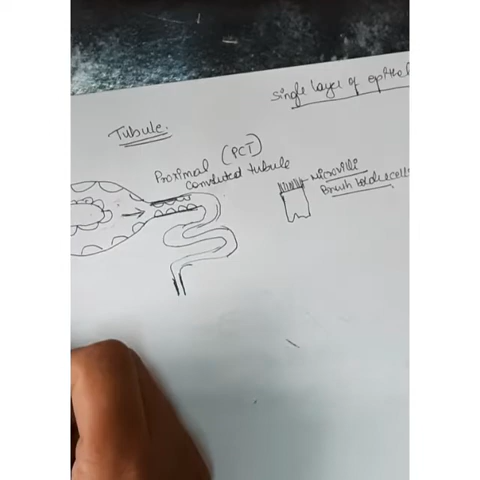 Single layer of epithel
Tubule.
Proximal (PCT)
Convoluted tubule
Microvilli
Brush border cells